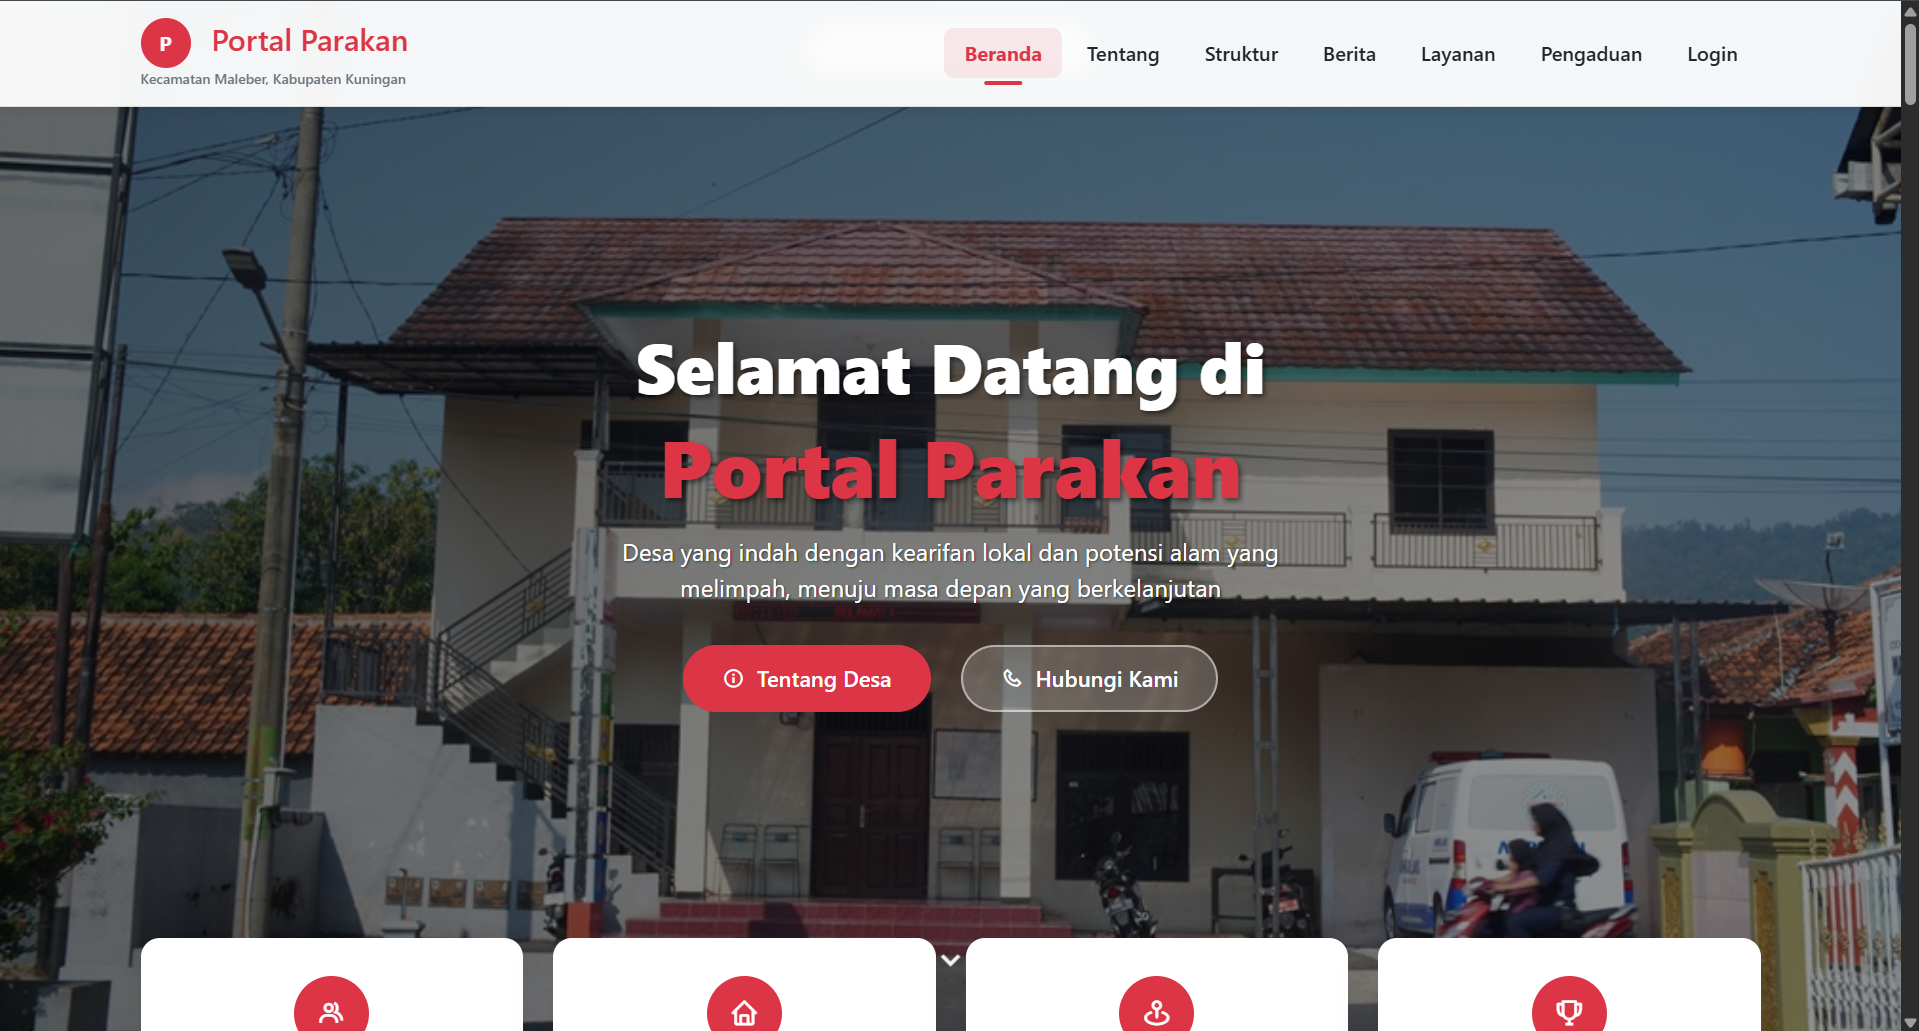 P
Portal Parakan
Kecamatan Maleber, Kabupaten Kuningan
Beranda
Tentang
Struktur
Berita
Layanan
Pengaduan
Login
Selamat Datang di
Portal Parakan
Desa yang indah dengan kearifan lokal dan potensi alam yang
melimpah, menuju masa depan yang berkelanjutan
Tentang Desa
Hubungi Kami